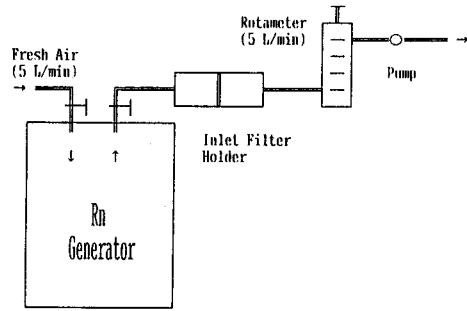 Rotameter
(5 L/min)
Fresh Air
(5 L/min)
→
→
Pump
Inlet Filter
Holder
↓ ↑
Rn
Generator